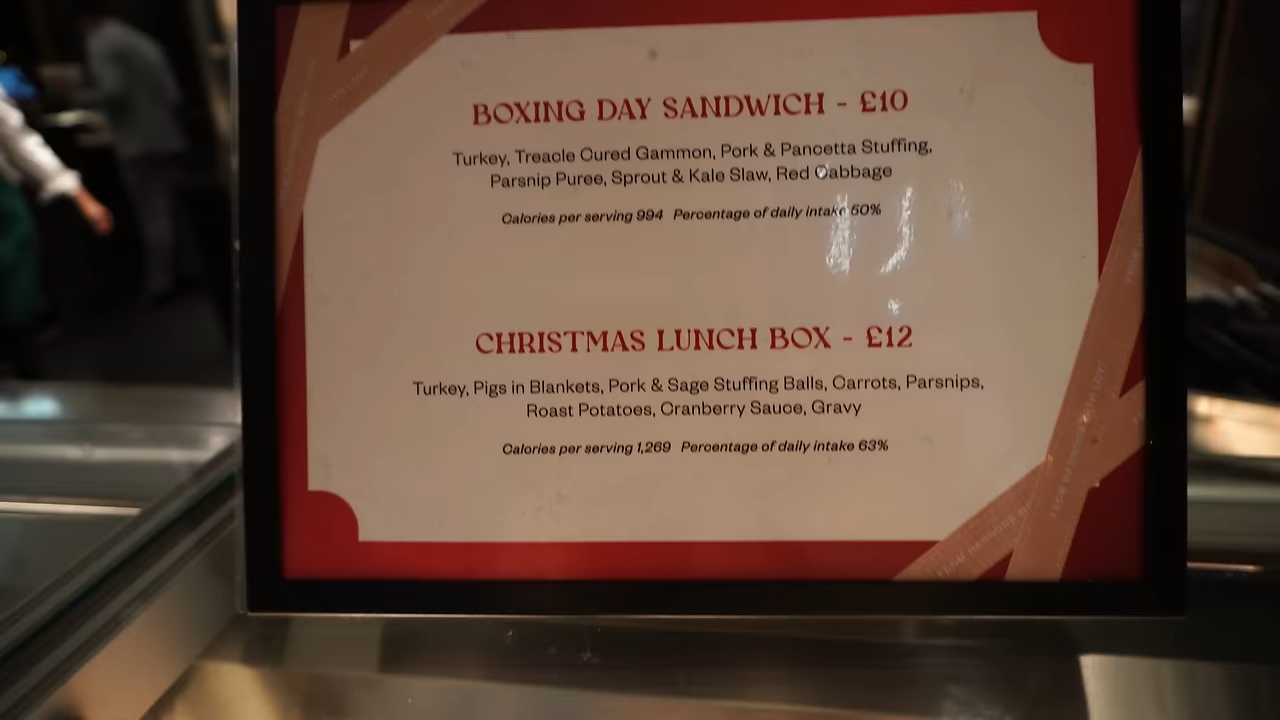 BOXING DAY SANDWICH - £10
Turkey, Treacle Cured Gammon, Pork & Pancetta Stuffing,
Parsnip Puree, Sprout & Kale Slaw, Red Cabbage
Calories per serving 994 Percentage of daily intake 50%
CHRISTMAS LUNCH BOX - £12
Turkey, Pigs in Blankets, Pork & Sage Stuffing Balls, Carrots, Parsnips,
Roast Potatoes, Cranberry Sauce, Gravy
Calories per serving 1,269 Percentage of daily intake 63%